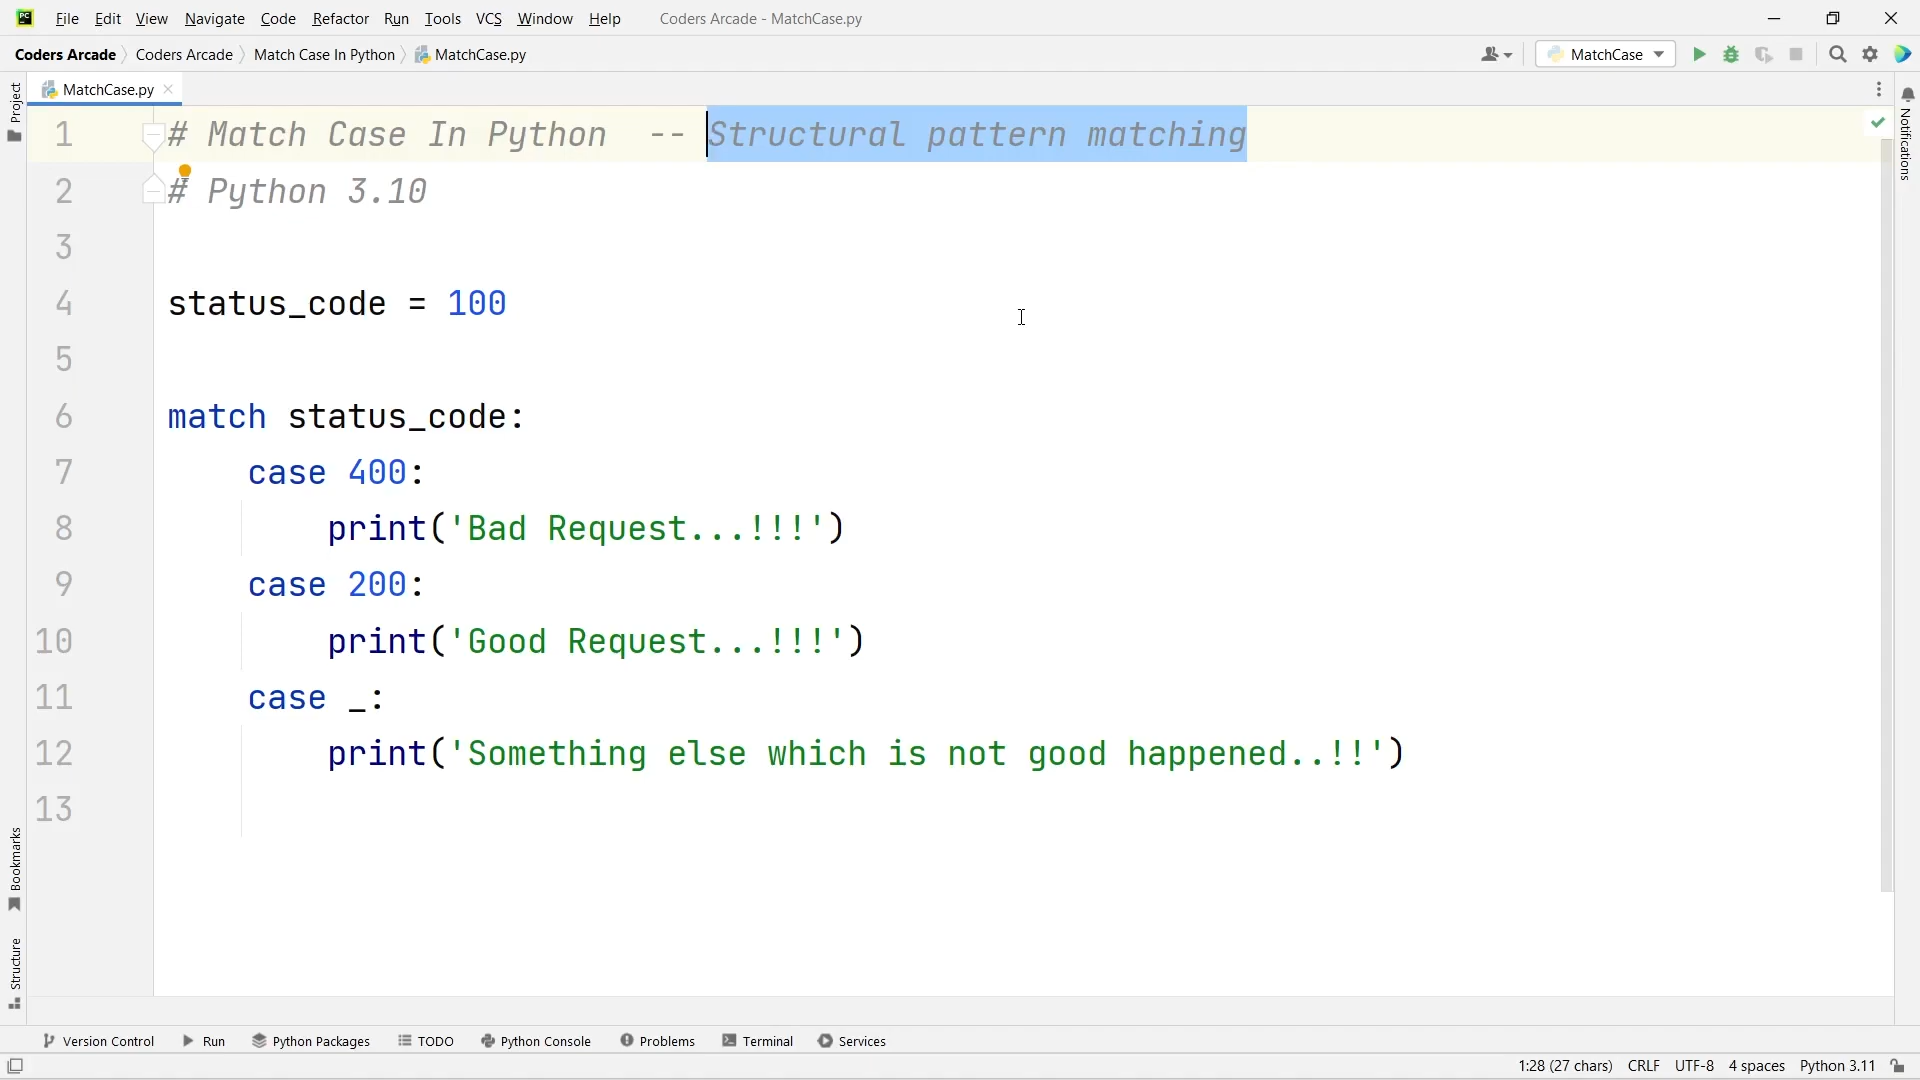 PC File Edit View Navigate Code Refactor Run Tools VCS Window Help Coders Arcade - MatchCase.py
Coders Arcade Coders Arcade Match Case In Python MatchCase.py MatchCase
Project
MatchCase.py
Notifications
1 # Match Case In Python -- Structural pattern matching
2 # Python 3.10
3
4 status_code = 100
5
6 match status_code:
7 case 400:
8 print('Bad Request...!!!')
9 case 200:
10 print('Good Request...!!!')
11 case _:
12 print('Something else which is not good happened..!!')
13
Bookmarks
Structure
Version Control Run Python Packages TODO Python Console Problems Terminal Services
1:28 (27 chars) CRLF UTF-8 4 spaces Python 3.11